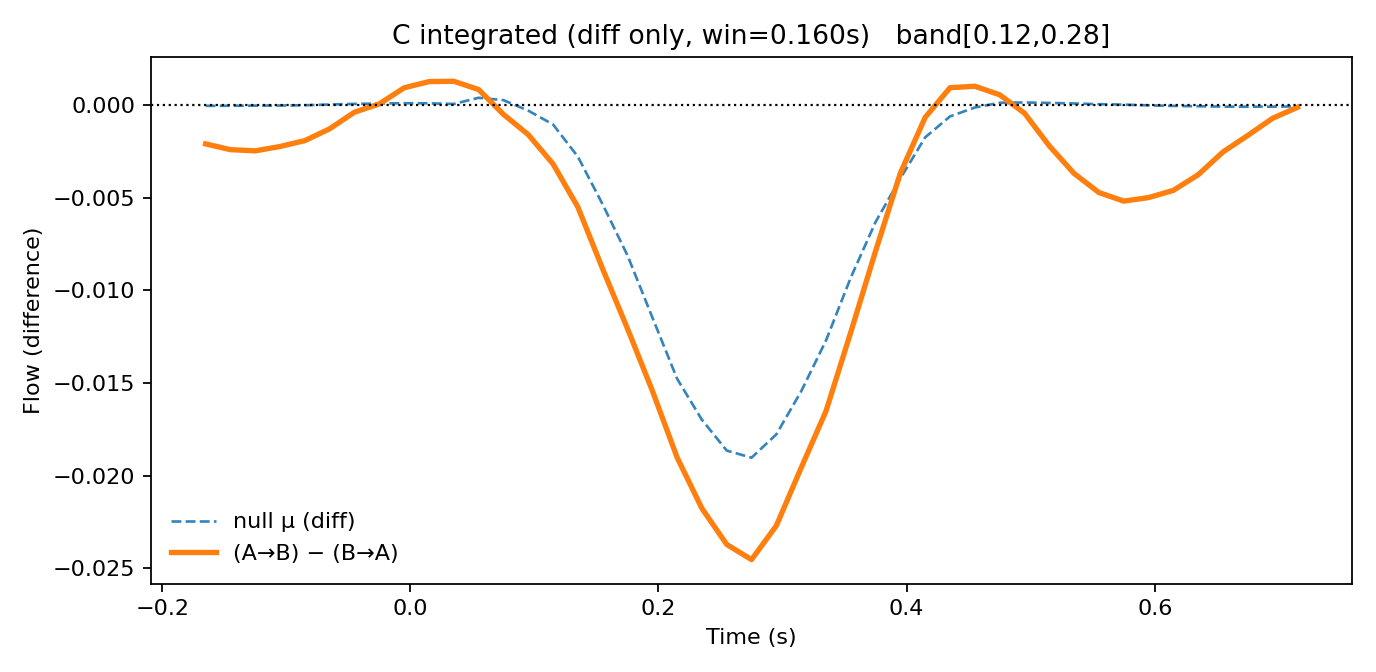 C integrated (diff only, win=0.160s)   band[0.12,0.28]
Flow (difference)
0.000
−0.005
−0.010
−0.015
−0.020
−0.025
null μ (diff)
(A→B) − (B→A)
−0.2
0.0
0.2
0.4
0.6
Time (s)